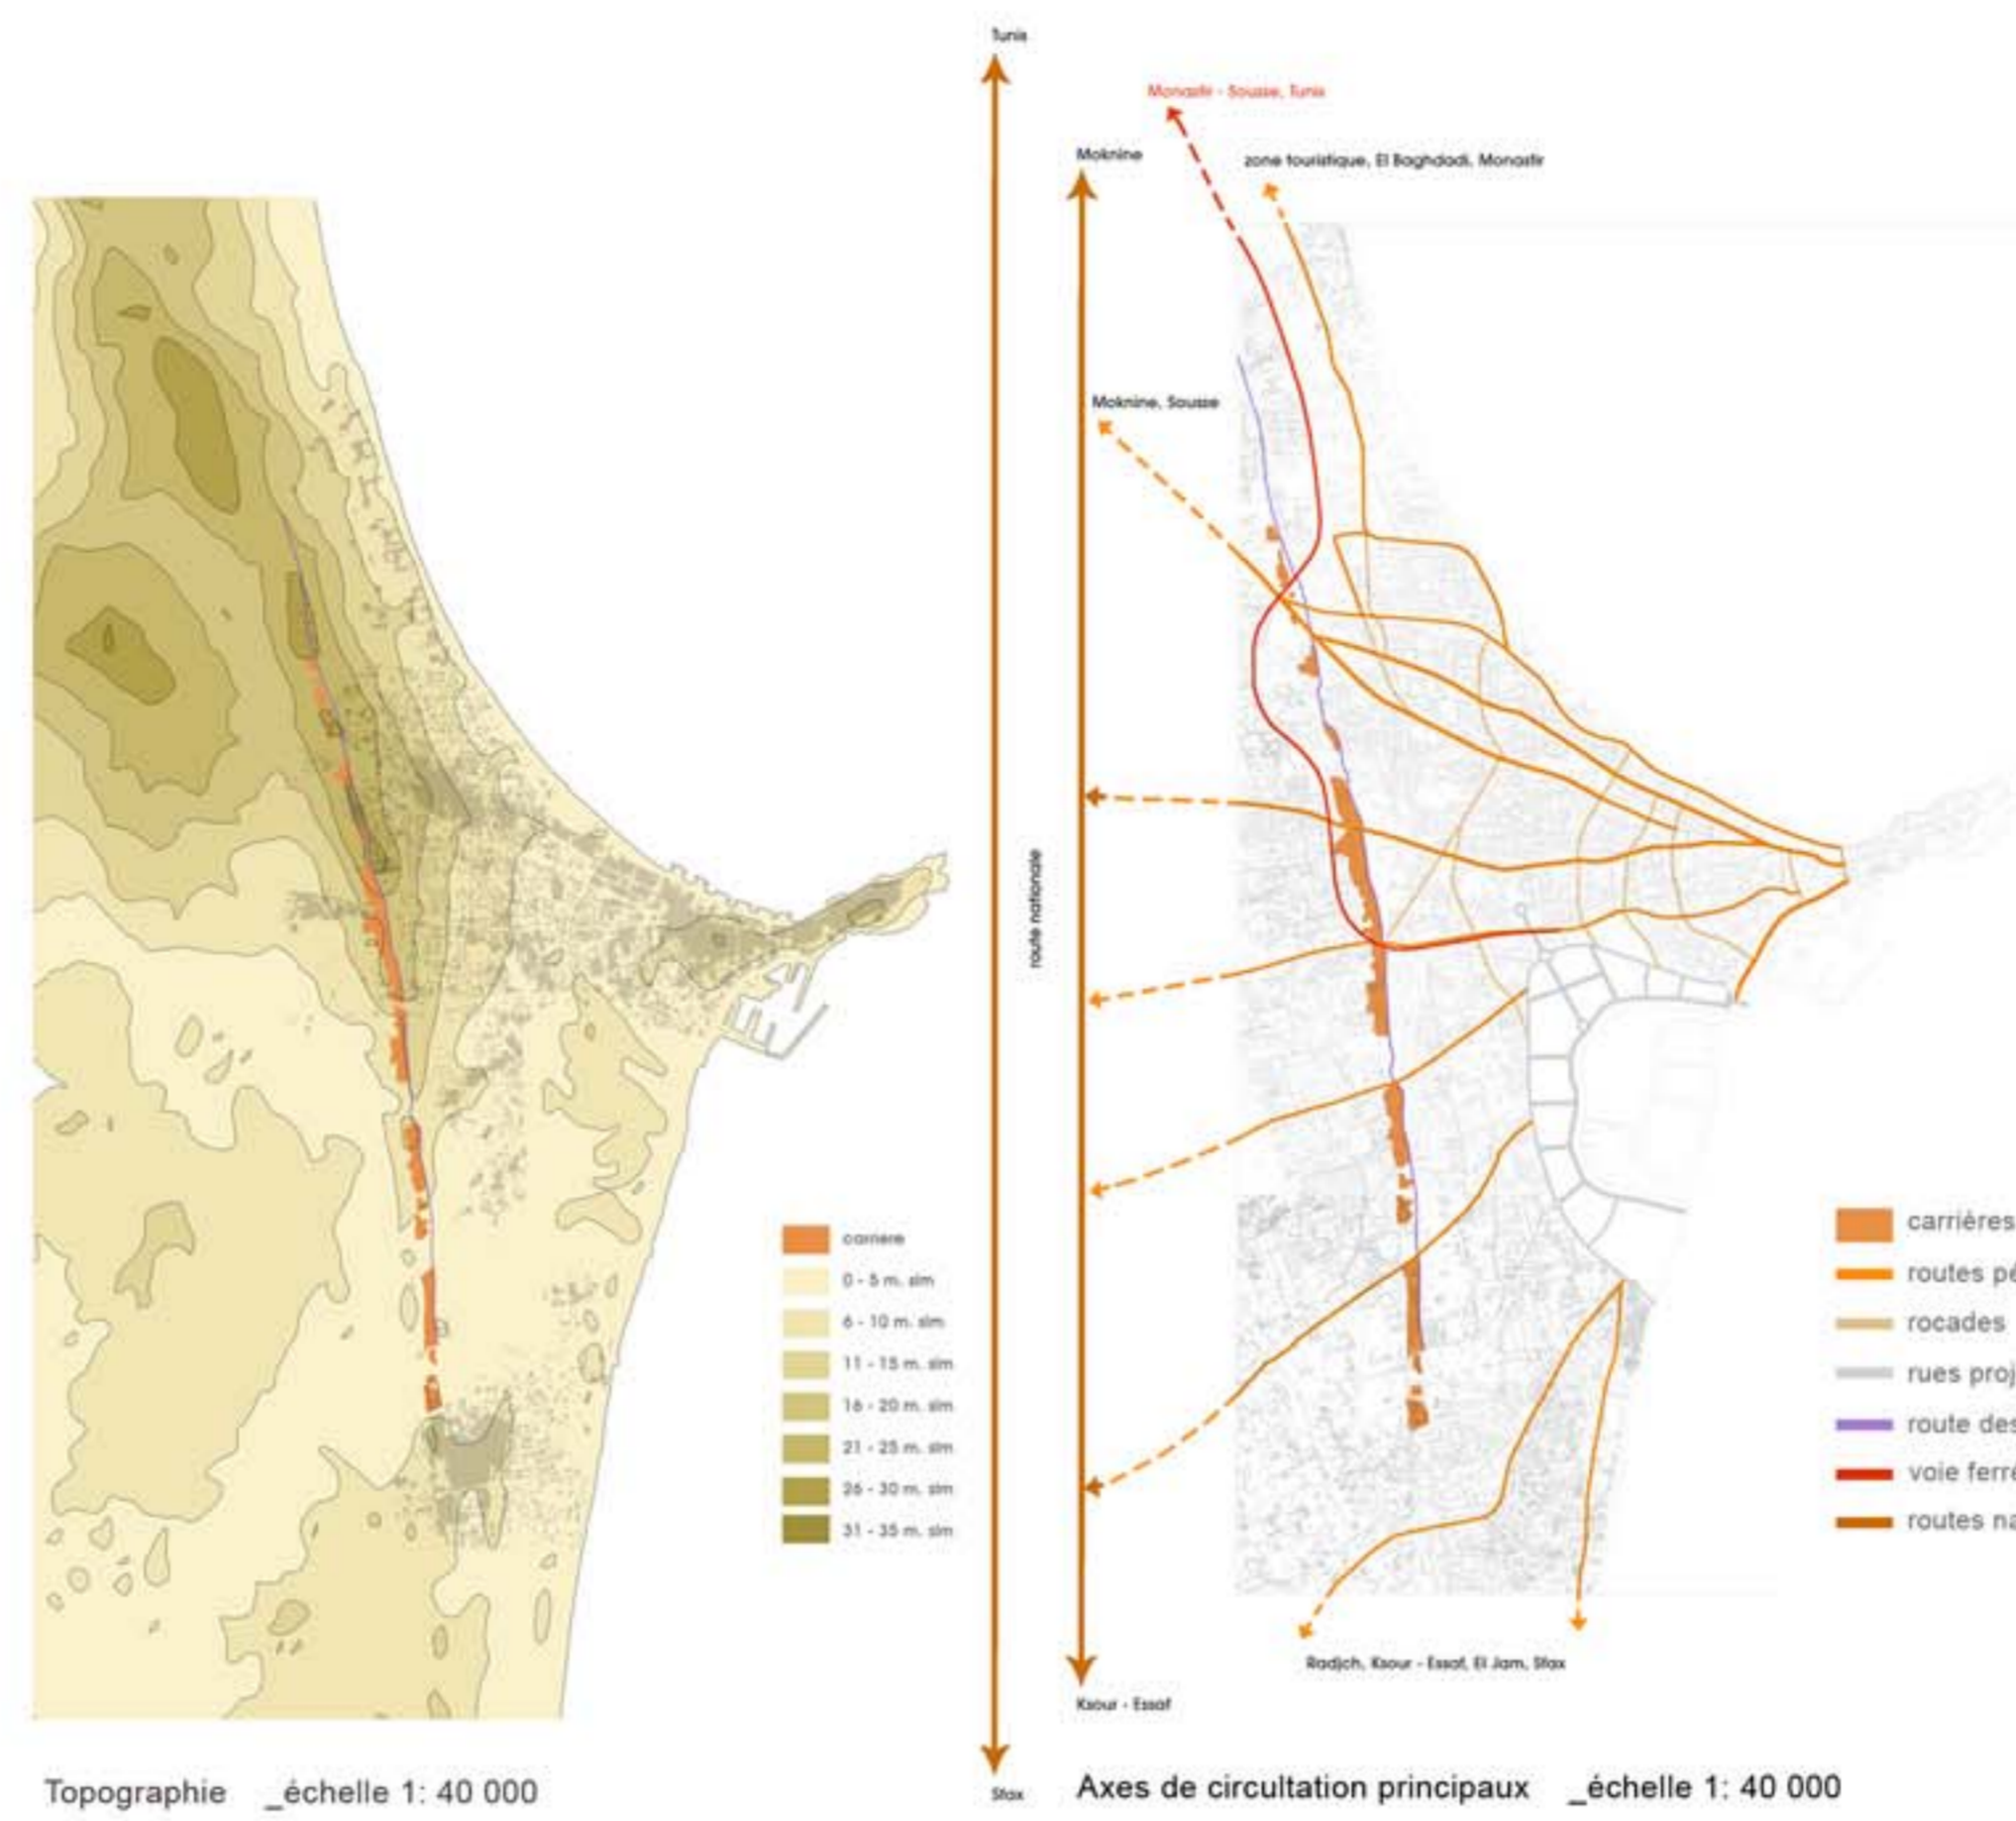 Tunis
Monastir - Sousse, Tunis
Moknine
zone touristique, El Baghdadi, Monastir
Moknine, Sousse
route nationale
carriere
0 - 5 m. slm
6 - 10 m. slm
11 - 15 m. slm
16 - 20 m. slm
21 - 25 m. slm
26 - 30 m. slm
31 - 35 m. slm
carrières
routes pé
rocades
rues proj
route des
voie ferré
routes na
Radjch, Ksour - Essaf, El Jam, Sfax
Ksour - Essaf
Sfax
Topographie _échelle 1: 40 000
Axes de circultation principaux _échelle 1: 40 000